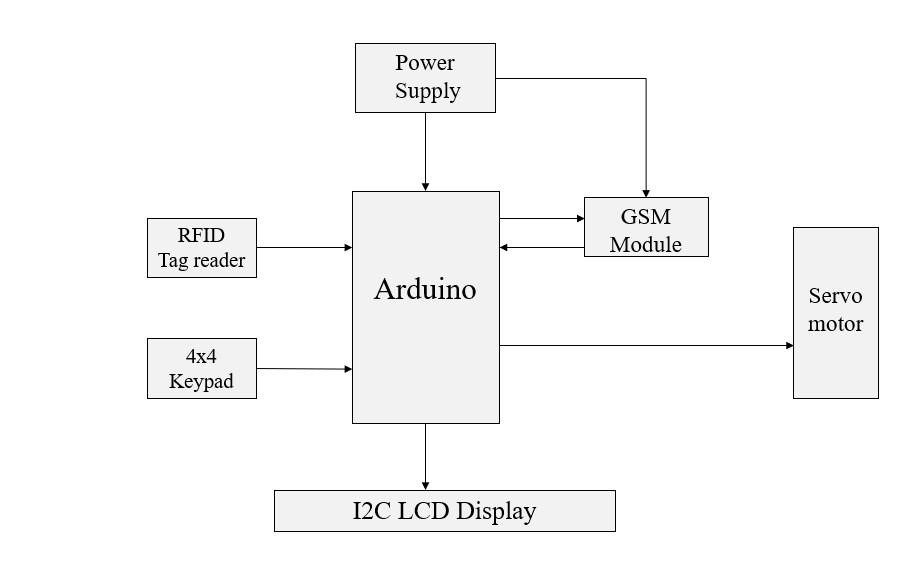 Power
Supply
GSM
Module
RFID
Tag reader
Arduino
Servo
motor
4x4
Keypad
I2C LCD Display